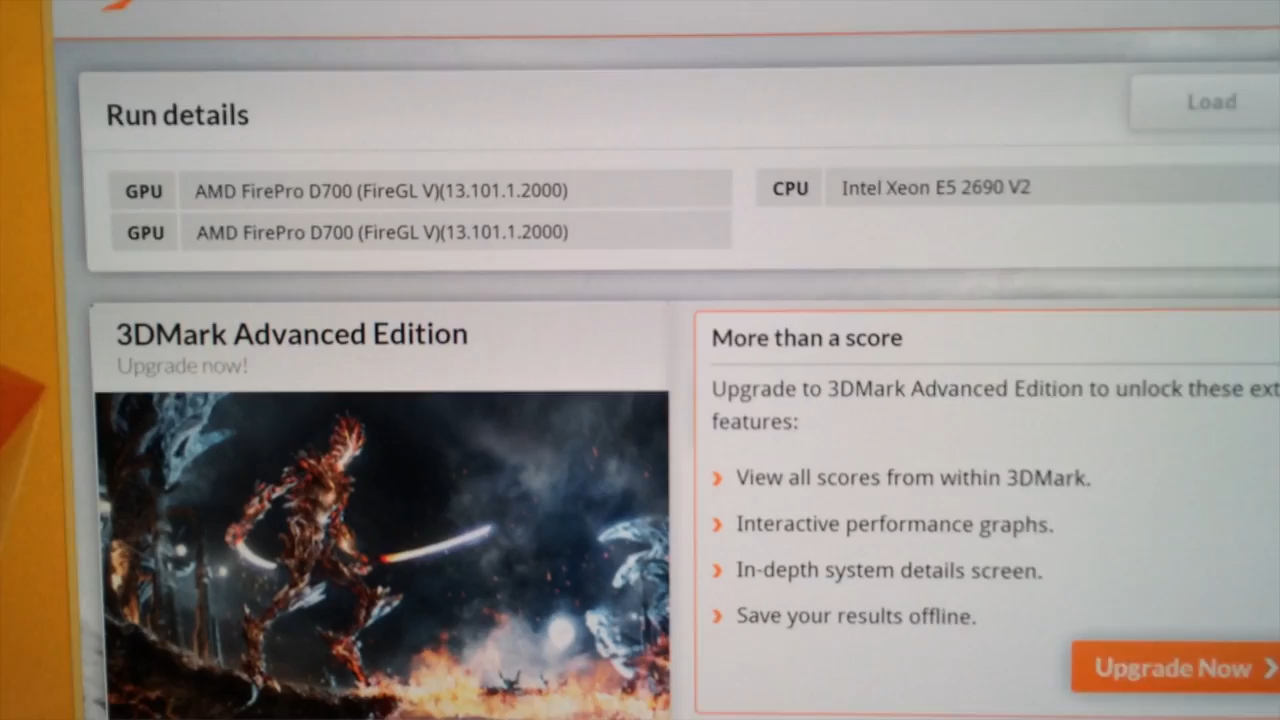 Run details
Load
GPU AMD FirePro D700 (FireGL V)(13.101.1.2000)
CPU Intel Xeon E5 2690 V2
GPU AMD FirePro D700 (FireGL V)(13.101.1.2000)
3DMark Advanced Edition
Upgrade now!
More than a score
Upgrade to 3DMark Advanced Edition to unlock these ext
features:
View all scores from within 3DMark.
Interactive performance graphs.
In-depth system details screen.
Save your results offline.
Upgrade Now